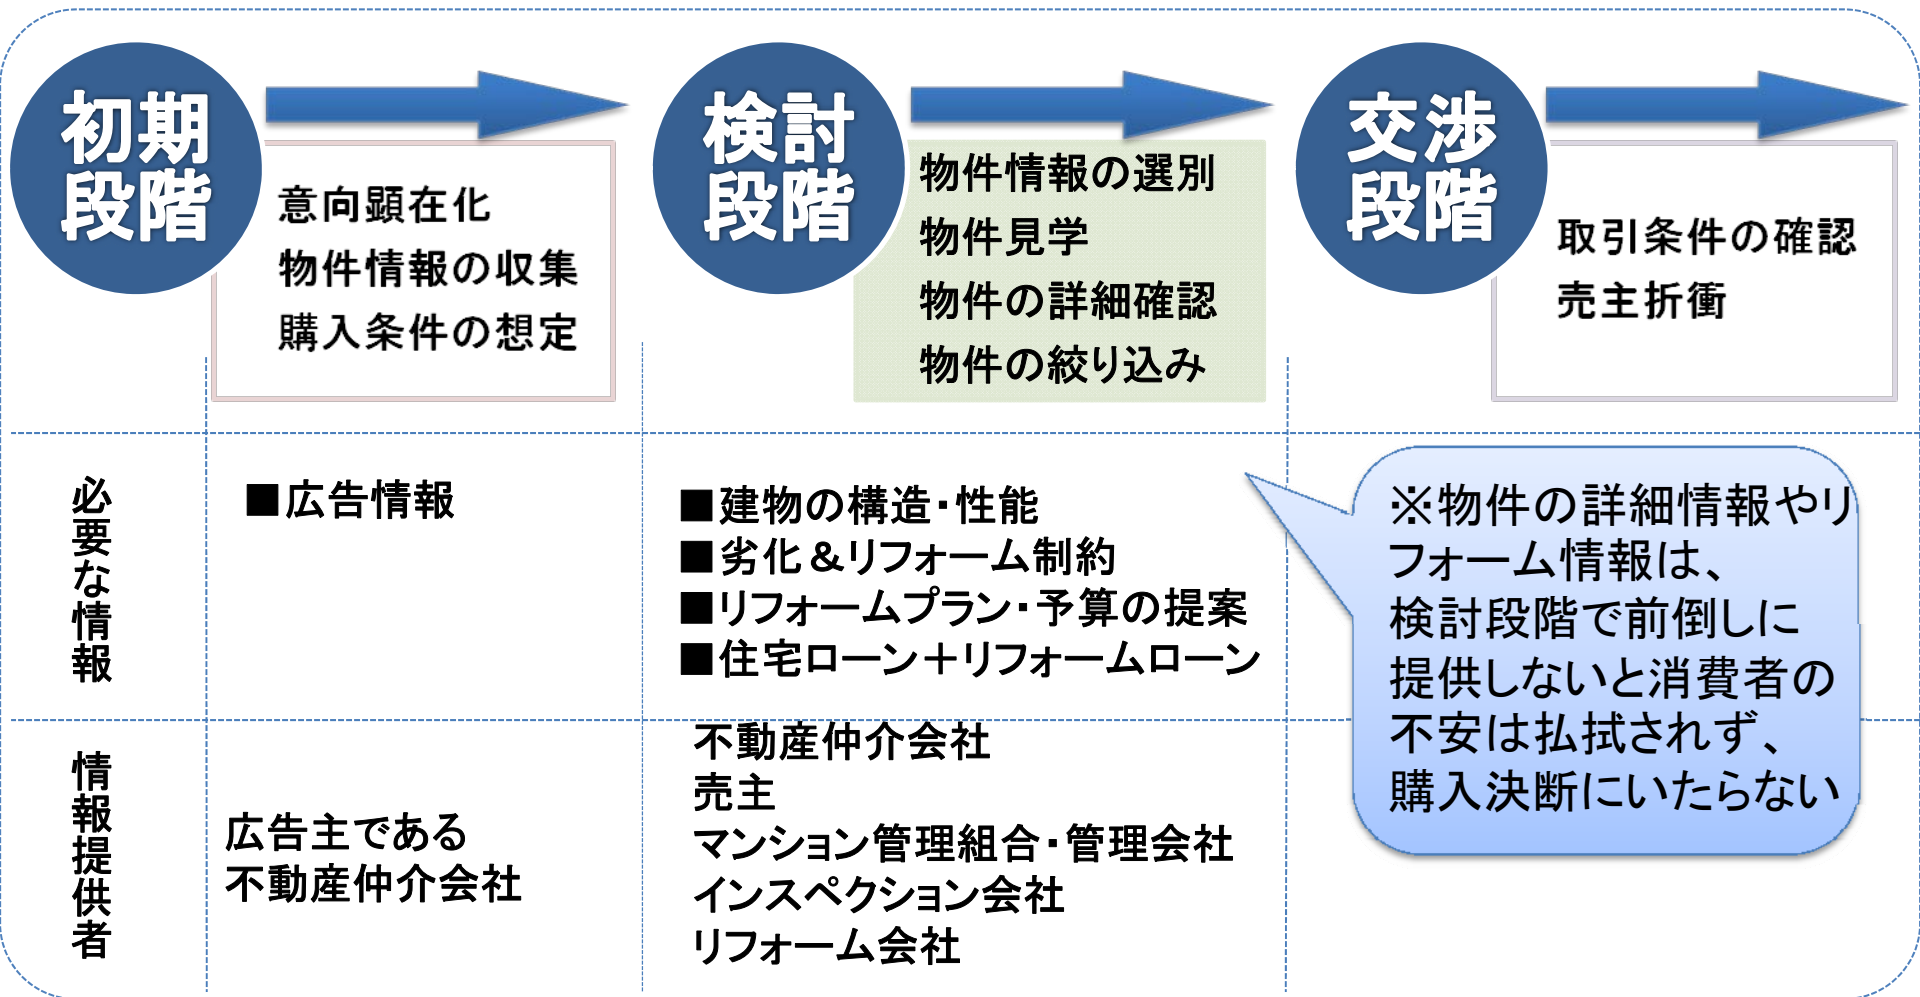 初期
段階
意向顕在化
物件情報の収集
購入条件の想定
検討
段階
物件情報の選別
物件見学
物件の詳細確認
物件の絞り込み
交渉
段階
取引条件の確認
売主折衝
必要な情報
■広告情報
■建物の構造・性能
■劣化＆リフォーム制約
■リフォームプラン・予算の提案
■住宅ローン＋リフォームローン
※物件の詳細情報やリ
フォーム情報は、
検討段階で前倒しに
提供しないと消費者の
不安は払拭されず、
購入決断にいたらない
情報提供者
広告主である
不動産仲介会社
不動産仲介会社
売主
マンション管理組合・管理会社
インスペクション会社
リフォーム会社